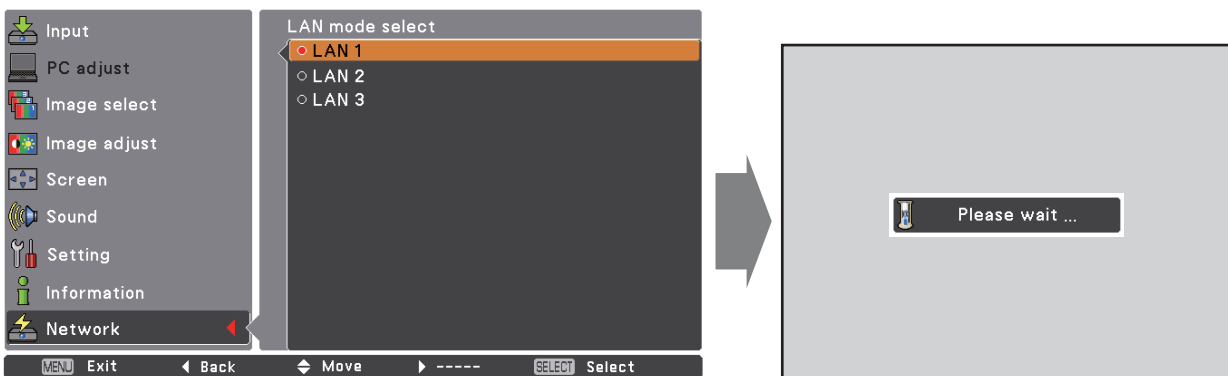 Input
PC adjust
Image select
Image adjust
Screen
Sound
Setting
Information
Network
LAN mode select
LAN 1
LAN 2
LAN 3
MENU Exit Back Move ----- SELECT Select
Please wait ...